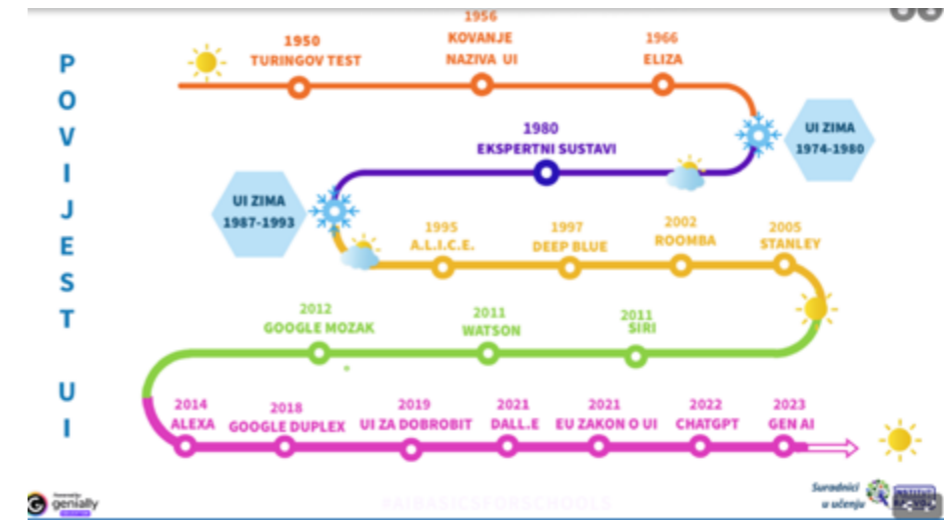 POVIJEST UI
1950
TURINGOV TEST
1956
KOVANJE
NAZIVA UI
1966
ELIZA
UI ZIMA
1974-1980
1980
EKSPERTNI SUSTAVI
UI ZIMA
1987-1993
1995
A.L.I.C.E.
1997
DEEP BLUE
2002
ROOMBA
2005
STANLEY
2012
GOOGLE MOZAK
2011
WATSON
2011
SIRI
2014
ALEXA
2018
GOOGLE DUPLEX
2019
UI ZA DOBROBIT
2021
DALL.E
2021
EU ZAKON O UI
2022
CHATGPT
2023
GEN AI
genially
#AIBASICSFORSCHOOLS
Suradnici
u učenju